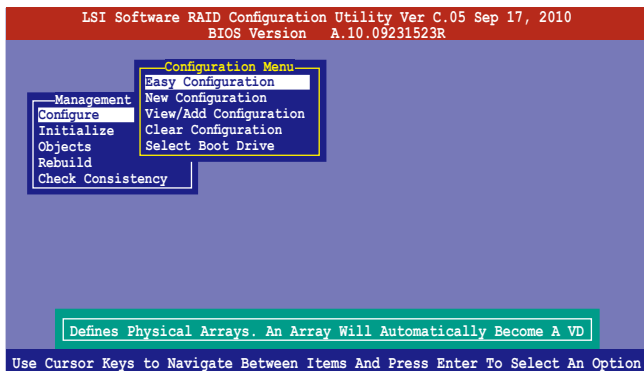 LSI Software RAID Configuration Utility Ver C.05 Sep 17, 2010
BIOS Version A.10.09231523R
Configuration Menu
Easy Configuration
New Configuration
View/Add Configuration
Clear Configuration
Select Boot Drive
Management
Configure
Initialize
Objects
Rebuild
Check Consistency
Defines Physical Arrays. An Array Will Automatically Become A VD
Use Cursor Keys to Navigate Between Items And Press Enter To Select An Option